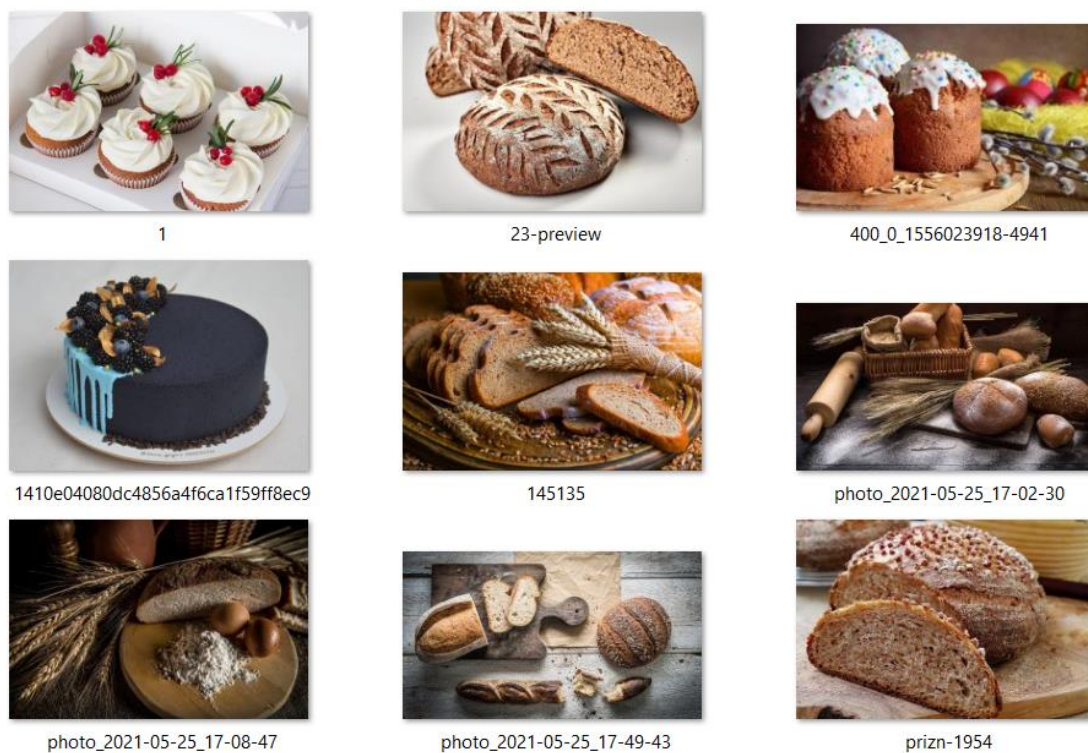 1
23-preview
400_0_1556023918-4941
1410e04080dc4856a4f6ca1f59ff8ec9
145135
photo_2021-05-25_17-02-30
photo_2021-05-25_17-08-47
photo_2021-05-25_17-49-43
prizn-1954